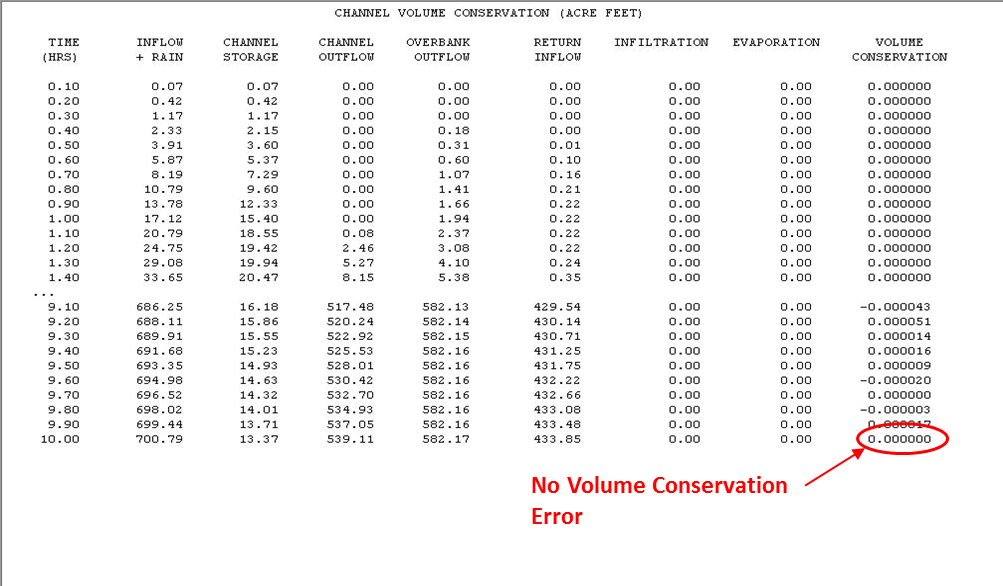 CHANNEL VOLUME CONSERVATION (ACRE FEET)
TIME INFLOW CHANNEL CHANNEL OVERBANK RETURN INFILTRATION EVAPORATION VOLUME
(HRS) + RAIN STORAGE OUTFLOW OUTFLOW INFLOW CONSERVATION
0.10 0.07 0.07 0.00 0.00 0.00 0.00 0.00 0.000000
0.20 0.42 0.42 0.00 0.00 0.00 0.00 0.00 0.000000
0.30 1.17 1.17 0.00 0.00 0.00 0.00 0.00 0.000000
0.40 2.33 2.15 0.00 0.18 0.00 0.00 0.00 0.000000
0.50 3.91 3.60 0.00 0.31 0.01 0.00 0.00 0.000000
0.60 5.87 5.37 0.00 0.60 0.10 0.00 0.00 0.000000
0.70 8.19 7.29 0.00 1.07 0.16 0.00 0.00 0.000000
0.80 10.79 9.60 0.00 1.41 0.21 0.00 0.00 0.000000
0.90 13.78 12.33 0.00 1.66 0.22 0.00 0.00 0.000000
1.00 17.12 15.40 0.00 1.94 0.22 0.00 0.00 0.000000
1.10 20.79 18.55 0.08 2.37 0.22 0.00 0.00 0.000000
1.20 24.75 19.42 2.46 3.08 0.22 0.00 0.00 0.000000
1.30 29.08 19.94 5.27 4.10 0.24 0.00 0.00 0.000000
1.40 33.65 20.47 8.15 5.38 0.35 0.00 0.00 0.000000
...
9.10 686.25 16.18 517.48 582.13 429.54 0.00 0.00 -0.000043
9.20 688.11 15.86 520.24 582.14 430.14 0.00 0.00 0.000051
9.30 689.91 15.55 522.92 582.15 430.71 0.00 0.00 0.000014
9.40 691.68 15.23 525.53 582.16 431.25 0.00 0.00 0.000016
9.50 693.35 14.93 528.01 582.16 431.75 0.00 0.00 0.000009
9.60 694.98 14.63 530.42 582.16 432.22 0.00 0.00 -0.000020
9.70 696.52 14.32 532.70 582.16 432.66 0.00 0.00 0.000000
9.80 698.02 14.01 534.93 582.16 433.08 0.00 0.00 -0.000003
9.90 699.44 13.71 537.05 582.16 433.48 0.00 0.00 0.000017
10.00 700.79 13.37 539.11 582.17 433.85 0.00 0.00 0.000000
No Volume Conservation
Error